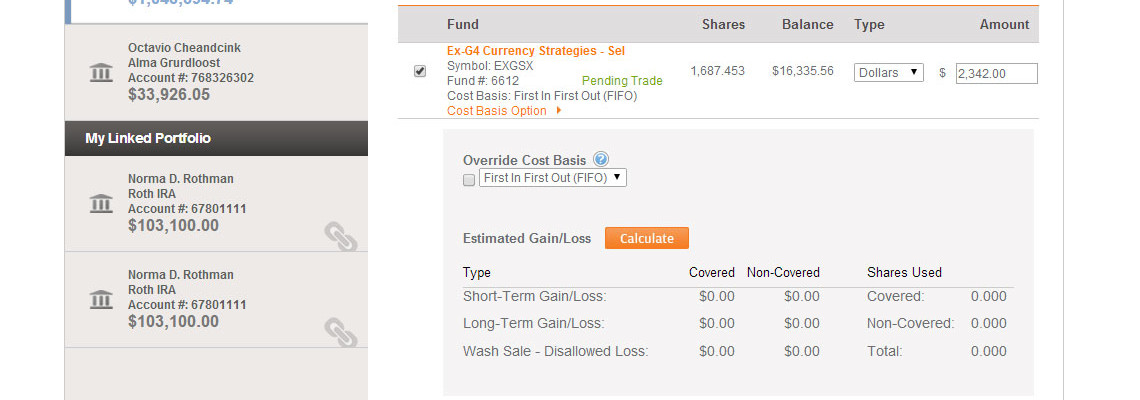 Octavio Cheandcink
Alma Grurdloost
Account #: 768326302
$33,926.05
My Linked Portfolio
Norma D. Rothman
Roth IRA
Account #: 67801111
$103,100.00
Norma D. Rothman
Roth IRA
Account #: 67801111
$103,100.00
Fund Shares Balance Type Amount
Ex-G4 Currency Strategies - Sel
Symbol: EXGSX
Fund #: 6612 Pending Trade
Cost Basis: First In First Out (FIFO)
Cost Basis Option
1,687.453 $16,335.56 Dollars $ 2,342.00
Override Cost Basis ?
First In First Out (FIFO)
Estimated Gain/Loss Calculate
Type Covered Non-Covered Shares Used
Short-Term Gain/Loss: $0.00 $0.00 Covered: 0.000
Long-Term Gain/Loss: $0.00 $0.00 Non-Covered: 0.000
Wash Sale - Disallowed Loss: $0.00 $0.00 Total: 0.000